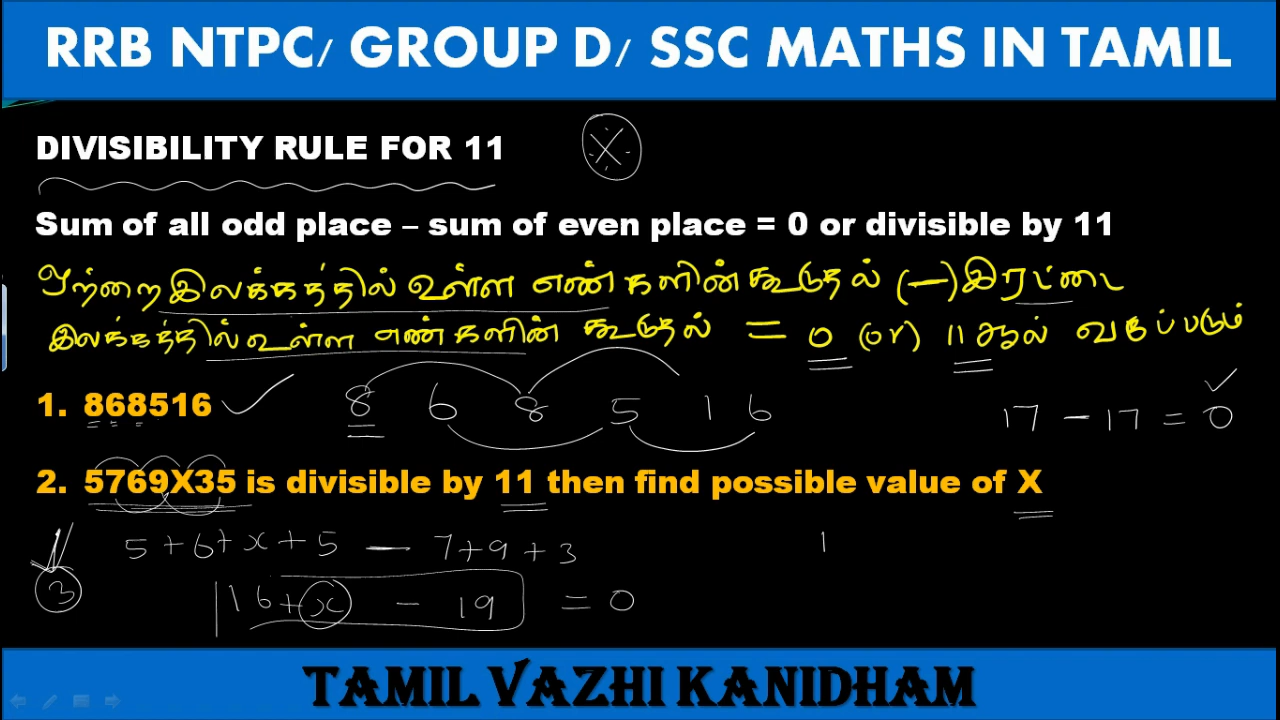 RRB NTPC/ GROUP D/ SSC MATHS IN TAMIL
DIVISIBILITY RULE FOR 11 X
Sum of all odd place – sum of even place = 0 or divisible by 11
ஒற்றை இலக்கத்தில் உள்ள எண்களின் கூடுதல் (—) இரட்டை
இலக்கத்தில் உள்ள எண்களின் கூடுதல் = 0 (or) 11 ஆல் வகுப்படும்
1. 868516 8 6 8 5 1 6 17 - 17 = 0
2. 5769X35 is divisible by 11 then find possible value of X
5+6+x+5 — 7+9+3 1
3 16+x - 19 = 0
TAMIL VAZHI KANIDHAM